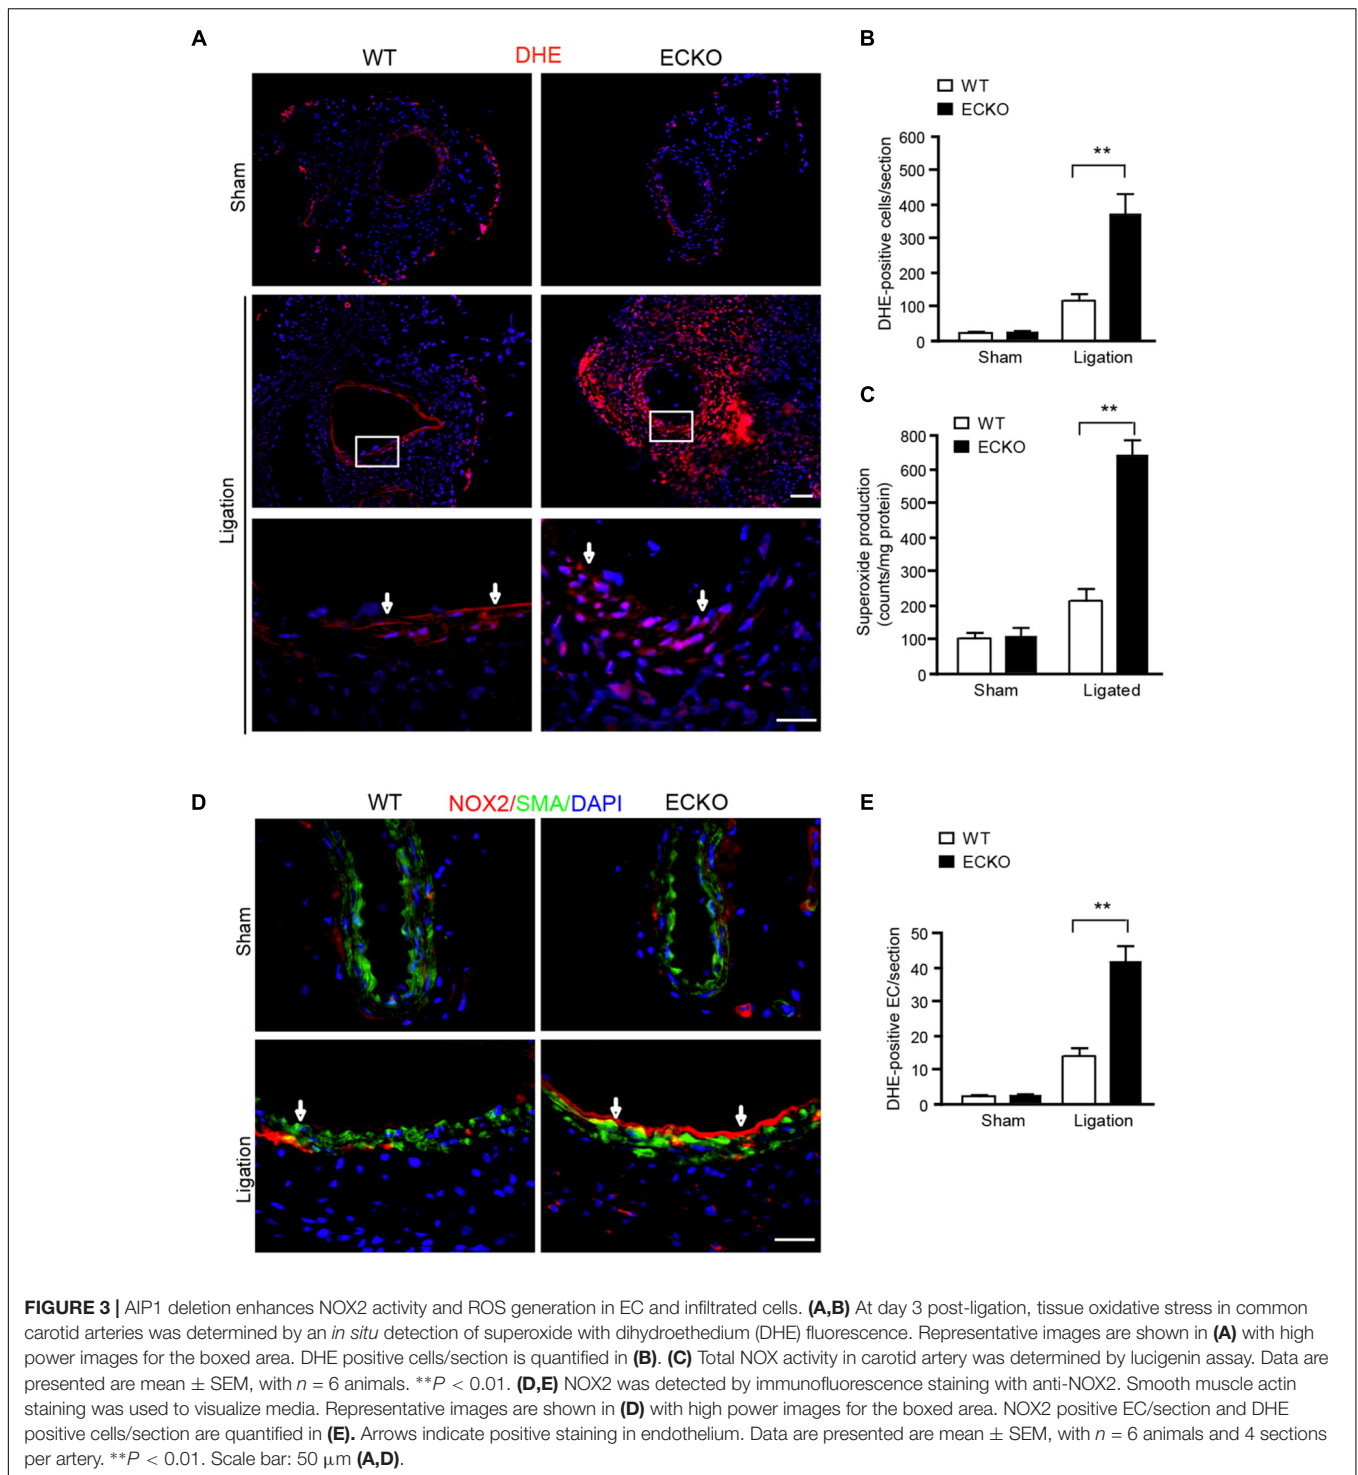 A
WT
DHE
ECKO
Sham
Ligation
B
WT
ECKO
DHE-positive cells/section
600
500
400
300
200
100
0
**
Sham
Ligation
C
WT
ECKO
Superoxide production
(counts/mg protein)
800
600
500
400
300
200
100
0
**
Sham
Ligated
D
WT
NOX2/SMA/DAPI
ECKO
Sham
Ligation
E
WT
ECKO
DHE-positive EC/section
50
40
30
20
10
0
**
Sham
Ligation
FIGURE 3 | AIP1 deletion enhances NOX2 activity and ROS generation in EC and infiltrated cells. (A,B) At day 3 post-ligation, tissue oxidative stress in common
carotid arteries was determined by an in situ detection of superoxide with dihydroethedium (DHE) fluorescence. Representative images are shown in (A) with high
power images for the boxed area. DHE positive cells/section is quantified in (B). (C) Total NOX activity in carotid artery was determined by lucigenin assay. Data are
presented are mean ± SEM, with n = 6 animals. **P < 0.01. (D,E) NOX2 was detected by immunofluorescence staining with anti-NOX2. Smooth muscle actin
staining was used to visualize media. Representative images are shown in (D) with high power images for the boxed area. NOX2 positive EC/section and DHE
positive cells/section are quantified in (E). Arrows indicate positive staining in endothelium. Data are presented are mean ± SEM, with n = 6 animals and 4 sections
per artery. **P < 0.01. Scale bar: 50 μm (A,D).